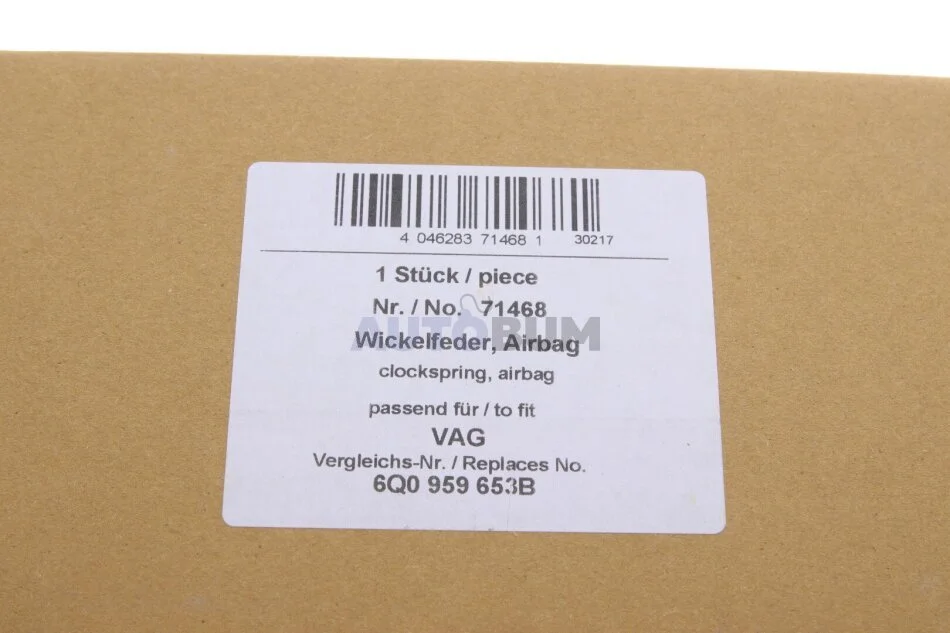 4 046283 71468 1 30217
1 Stück / piece
Nr. / No. 71468
AUTOBUM
Wickelfeder, Airbag
clockspring, airbag
passend für / to fit
VAG
Vergleichs-Nr. / Replaces No.
6Q0 959 653B